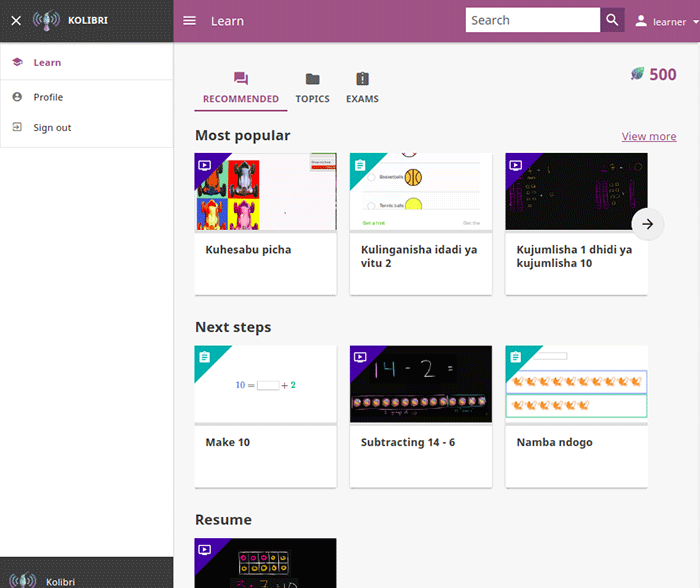 KOLIBRI
Learn
Search
learner
Learn
Profile
Sign out
RECOMMENDED
TOPICS
EXAMS
500
Most popular
View more
Basketballs
Tennis balls
Get a hint
Kuhesabu picha
Kulinganisha idadi ya
vitu 2
Kujumlisha 1 dhidi ya
kujumlisha 10
Next steps
10 = + 2
14 - 2 =
Make 10
Subtracting 14 - 6
Namba ndogo
Resume
Kolibri